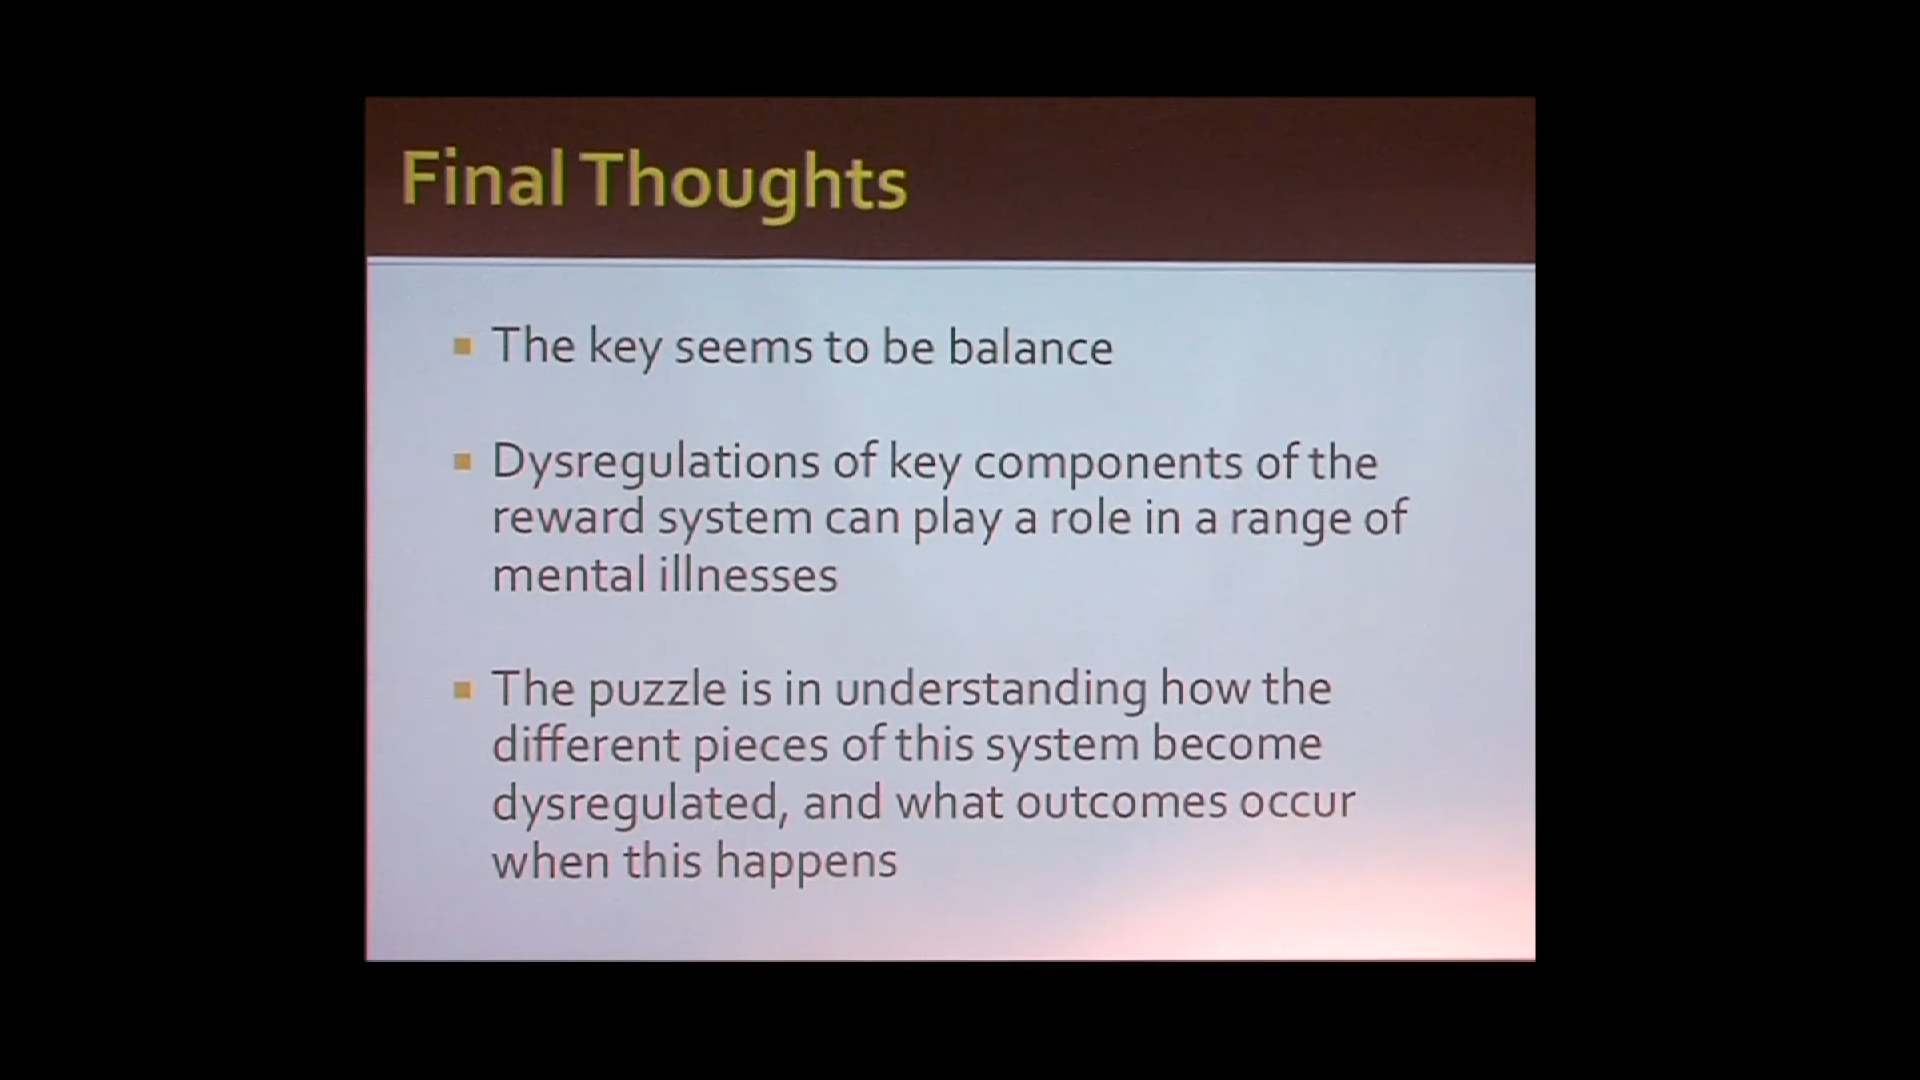 Final Thoughts
The key seems to be balance
Dysregulations of key components of the
reward system can play a role in a range of
mental illnesses
The puzzle is in understanding how the
different pieces of this system become
dysregulated, and what outcomes occur
when this happens